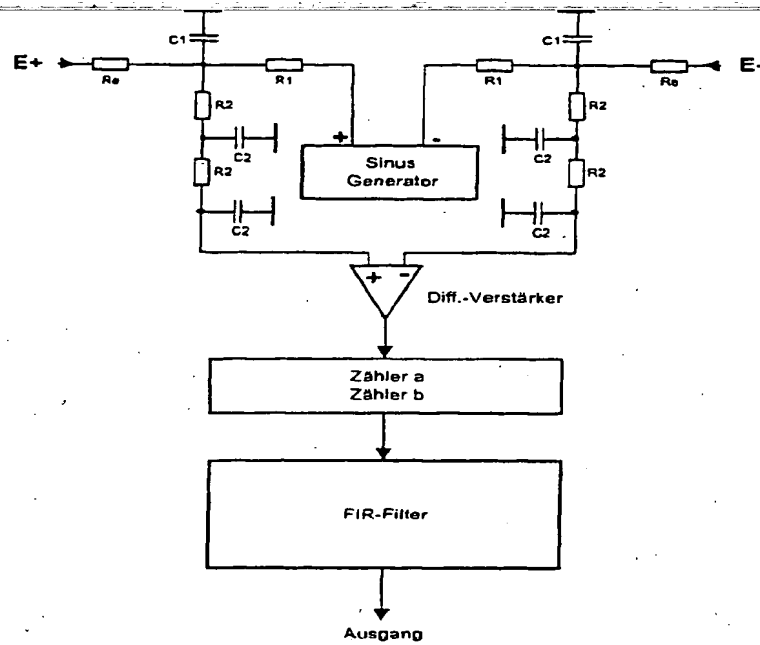 C1
C1
E+
Re
R1
R1
Re
E-
R2
R2
C2
C2
+
-
Sinus
Generator
R2
R2
C2
C2
+
-
Diff.-Verstärker
Zähler a
Zähler b
FIR-Filter
Ausgang